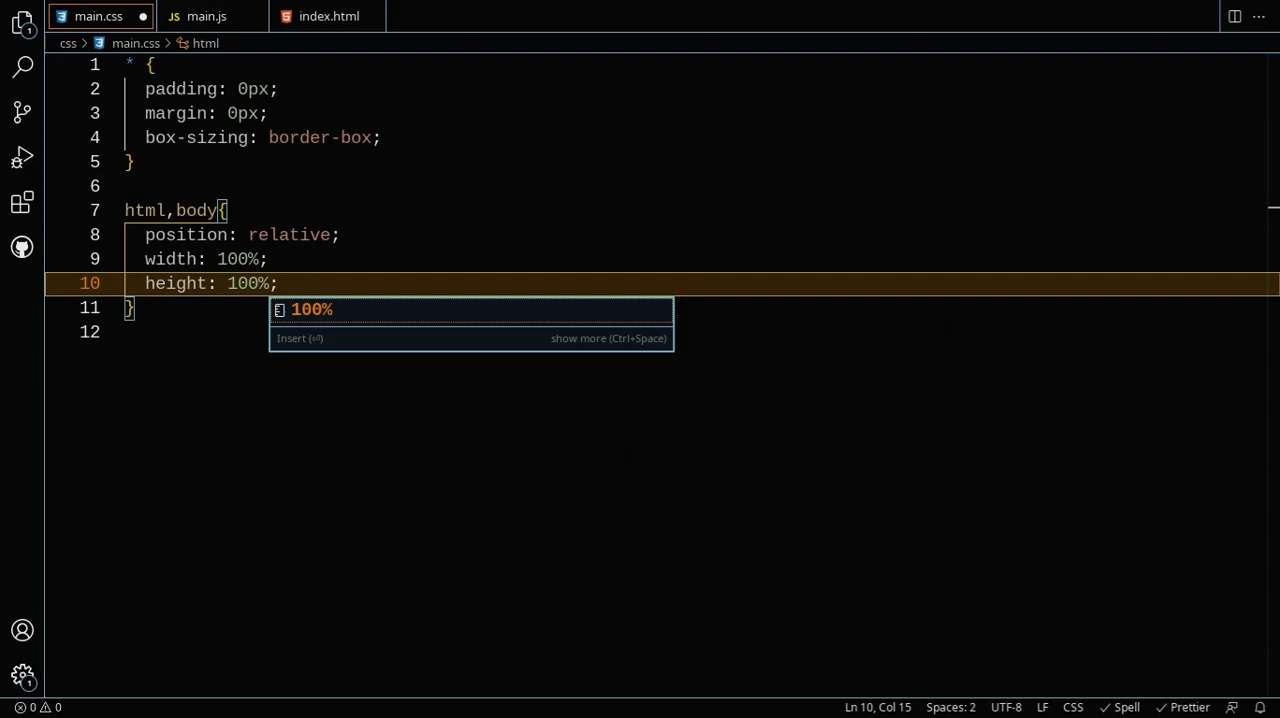 main.css
main.js
index.html
css > main.css > html
1 * {
2 padding: 0px;
3 margin: 0px;
4 box-sizing: border-box;
5 }
6
7 html,body{
8 position: relative;
9 width: 100%;
10 height: 100%;
11 }
100%
12
Insert (⏎) show more (Ctrl+Space)
1
1
0 0
Ln 10, Col 15 Spaces: 2 UTF-8 LF CSS Spell Prettier